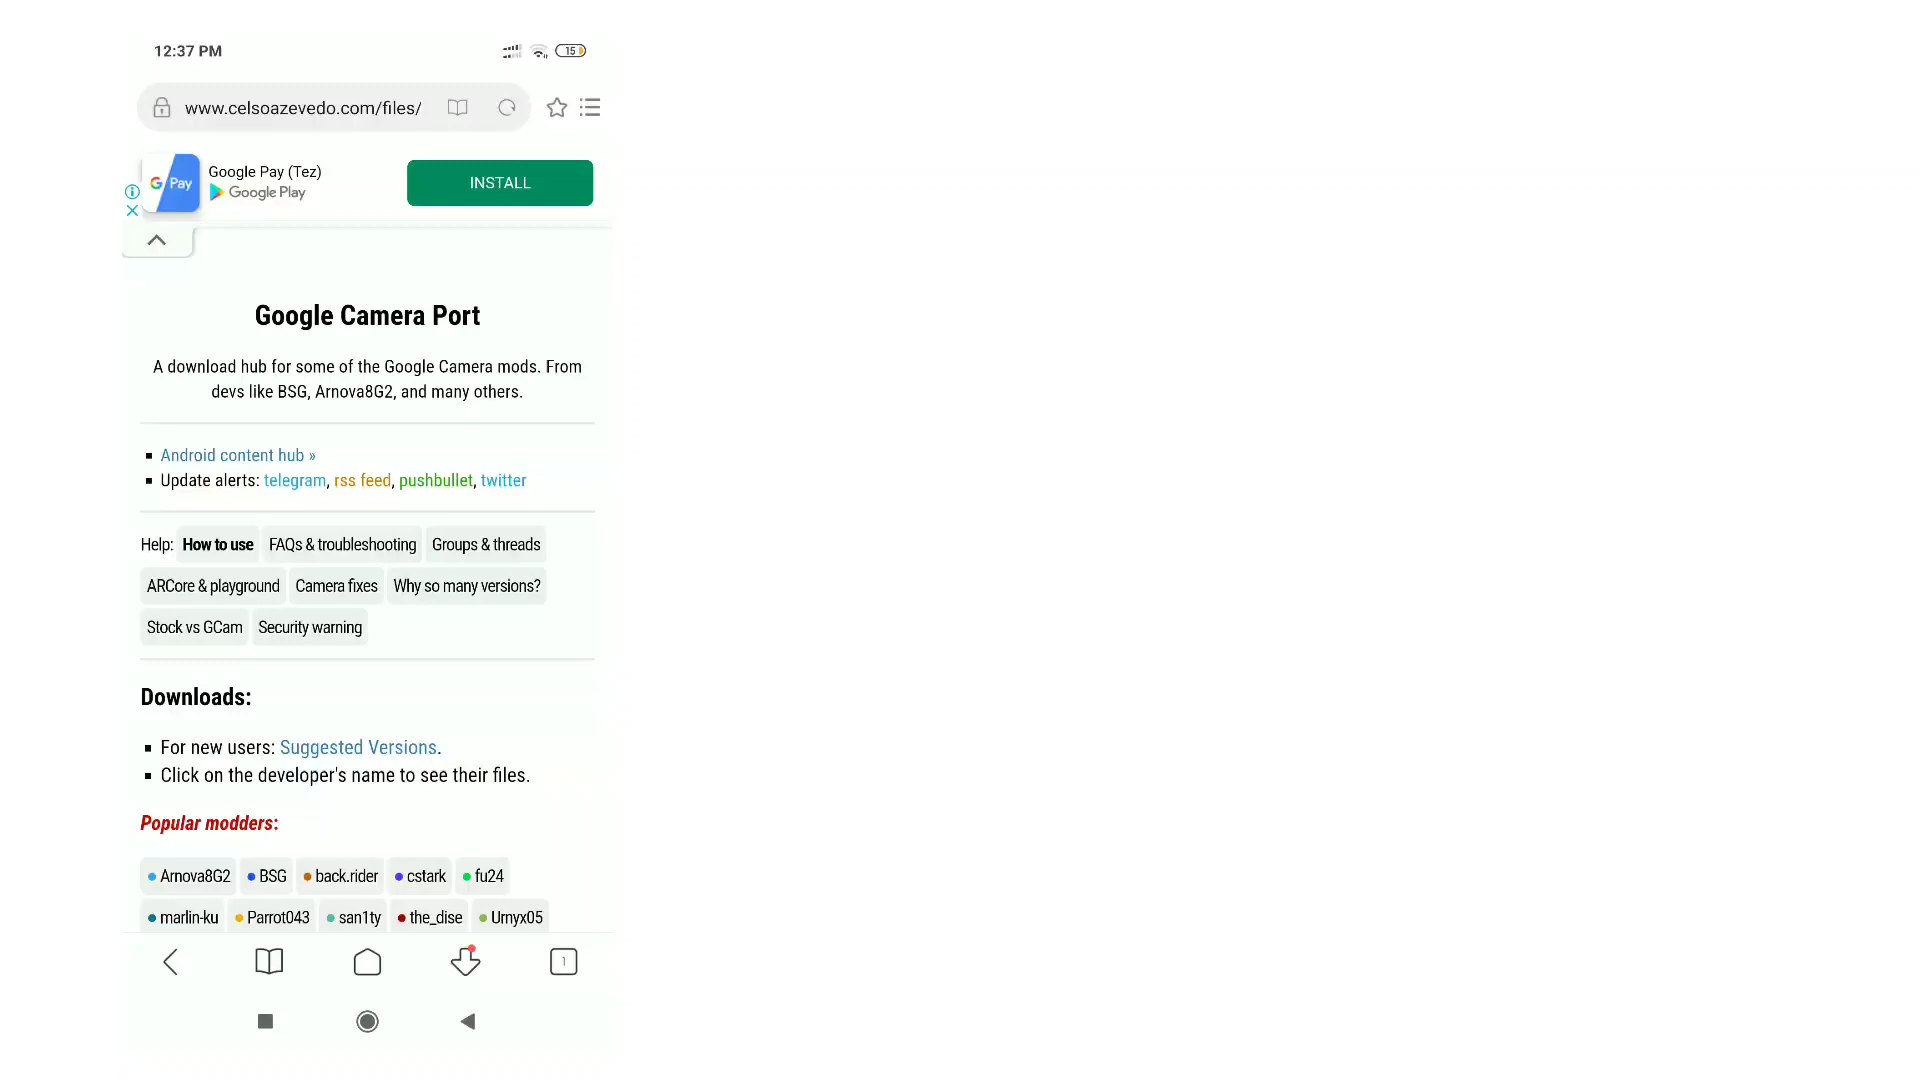 12:37 PM
15
www.celsoazevedo.com/files/
G Pay
Google Pay (Tez)
Google Play
INSTALL
Google Camera Port
A download hub for some of the Google Camera mods. From
devs like BSG, Arnova8G2, and many others.
Android content hub »
Update alerts: telegram, rss feed, pushbullet, twitter
Help: How to use FAQs & troubleshooting Groups & threads
ARCore & playground Camera fixes Why so many versions?
Stock vs GCam Security warning
Downloads:
For new users: Suggested Versions.
Click on the developer's name to see their files.
Popular modders:
Arnova8G2 BSG back.rider cstark fu24
marlin-ku Parrot043 san1ty the_dise Urnyx05
1